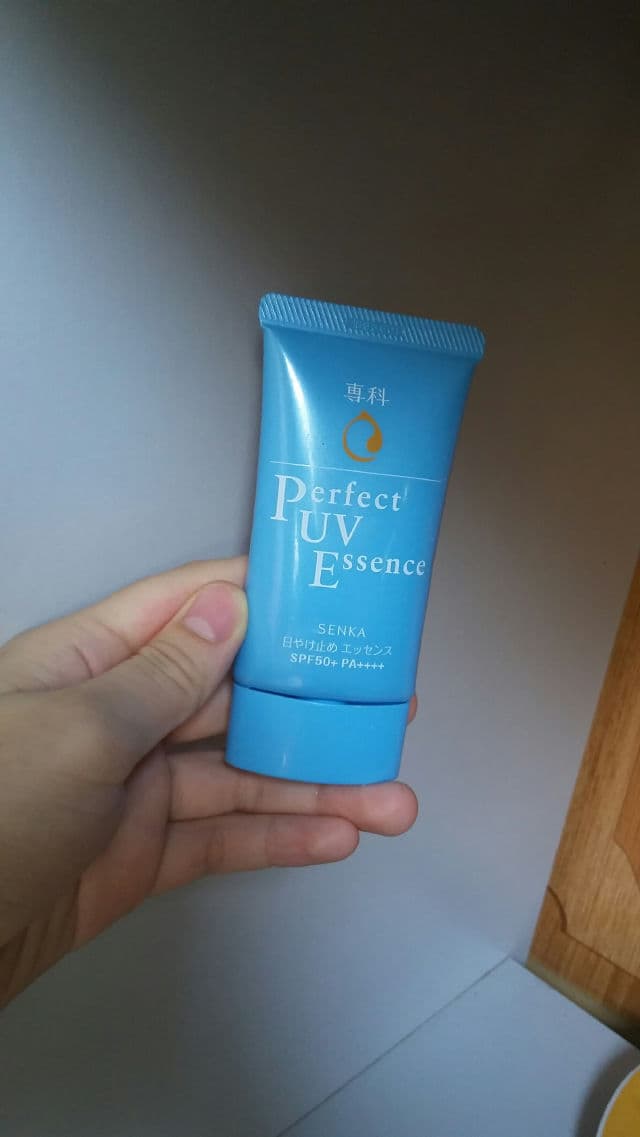 専科
Perfect
UV
Essence
SENKA
日やけ止め エッセンス
SPF50+ PA++++